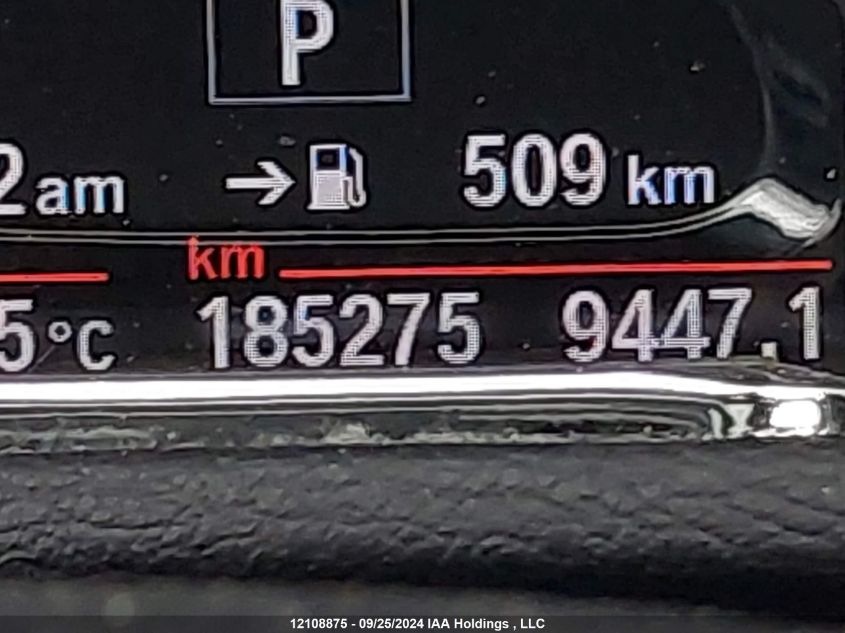 P
2am → 509 km
km
5°C 185275 9447.1
12108875 - 09/25/2024 IAA Holdings , LLC